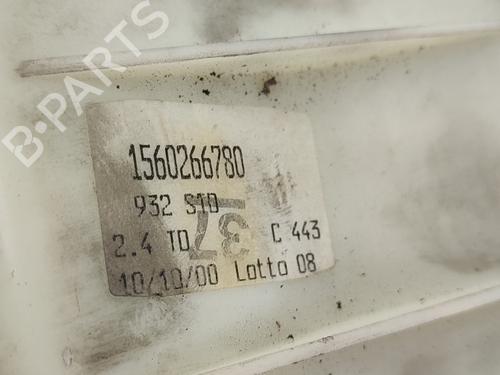 B-PARTS
1560266780
932 STD
37
2.4 TD C 443
10/10/00 Lotto 08